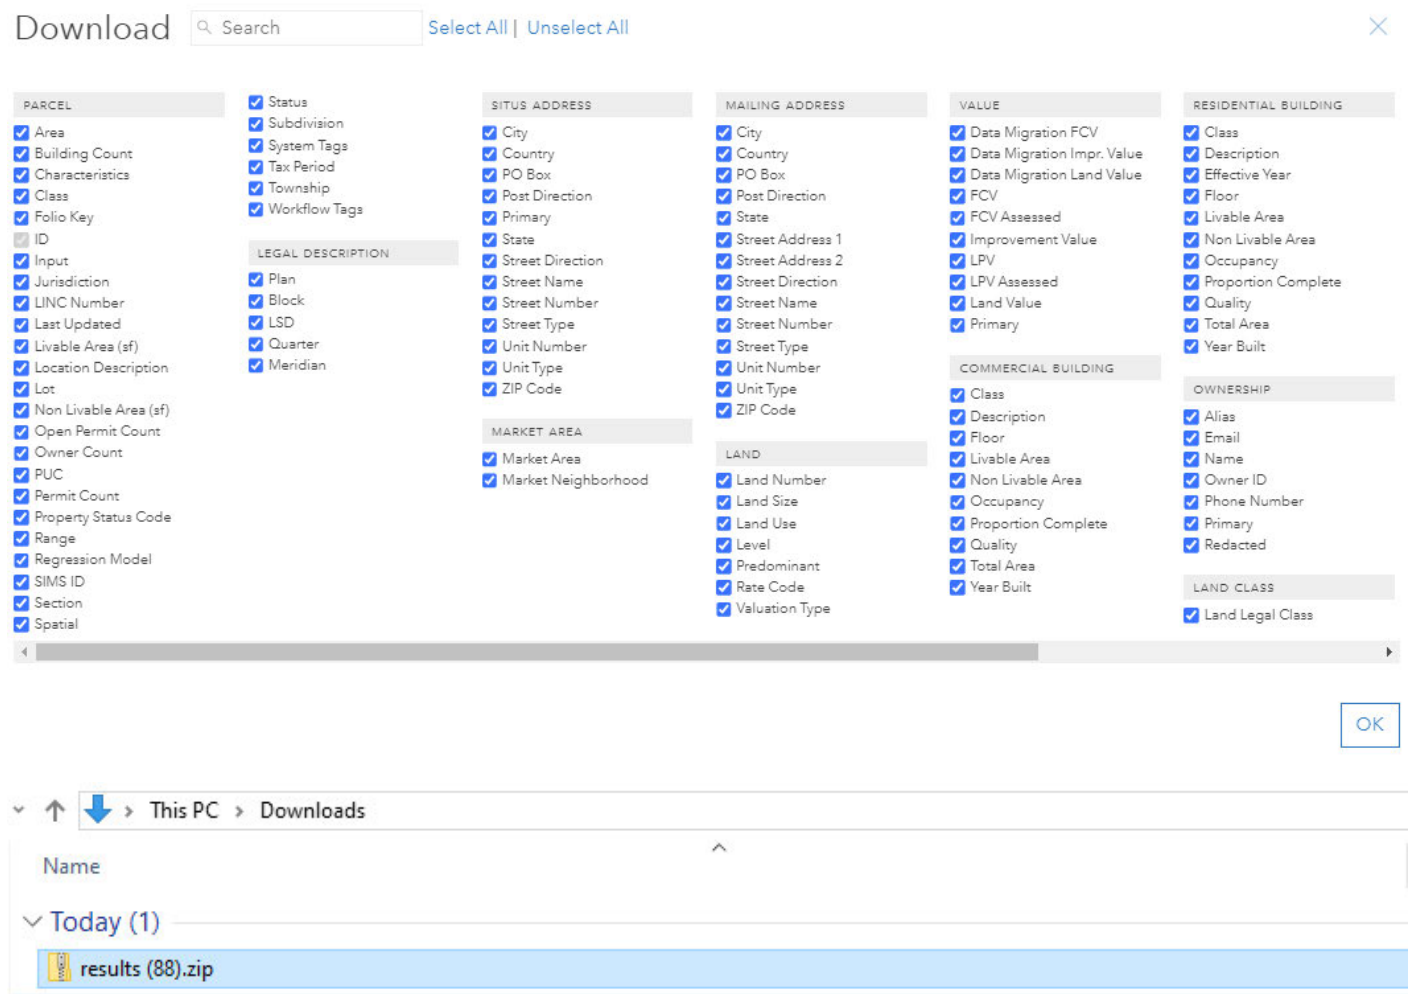 Download
Search
Select All | Unselect All
PARCEL
Area
Building Count
Characteristics
Class
Folio Key
ID
Input
Jurisdiction
LINC Number
Last Updated
Livable Area (sf)
Location Description
Lot
Non Livable Area (sf)
Open Permit Count
Owner Count
PUC
Permit Count
Property Status Code
Range
Regression Model
SIMS ID
Section
Spatial
Status
Subdivision
System Tags
Tax Period
Township
Workflow Tags
LEGAL DESCRIPTION
Plan
Block
LSD
Quarter
Meridian
SITUS ADDRESS
City
Country
PO Box
Post Direction
Primary
State
Street Direction
Street Name
Street Number
Street Type
Unit Number
Unit Type
ZIP Code
MARKET AREA
Market Area
Market Neighborhood
MAILING ADDRESS
City
Country
PO Box
Post Direction
State
Street Address 1
Street Address 2
Street Direction
Street Name
Street Number
Street Type
Unit Number
Unit Type
ZIP Code
LAND
Land Number
Land Size
Land Use
Level
Predominant
Rate Code
Valuation Type
VALUE
Data Migration FCV
Data Migration Impr. Value
Data Migration Land Value
FCV
FCV Assessed
Improvement Value
LPV
LPV Assessed
Land Value
Primary
COMMERCIAL BUILDING
Class
Description
Floor
Livable Area
Non Livable Area
Occupancy
Proportion Complete
Quality
Total Area
Year Built
RESIDENTIAL BUILDING
Class
Description
Effective Year
Floor
Livable Area
Non Livable Area
Occupancy
Proportion Complete
Quality
Total Area
Year Built
OWNERSHIP
Alias
Email
Name
Owner ID
Phone Number
Primary
Redacted
LAND CLASS
Land Legal Class
OK
This PC > Downloads
Name
Today (1)
results (88).zip